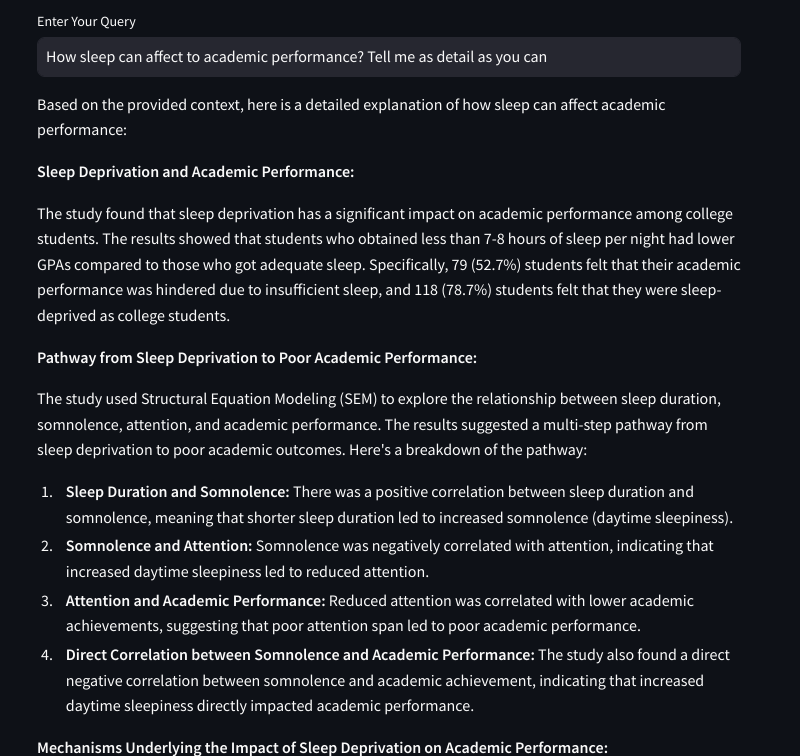 Enter Your Query
How sleep can affect to academic performance? Tell me as detail as you can
Based on the provided context, here is a detailed explanation of how sleep can affect academic
performance:
Sleep Deprivation and Academic Performance:
The study found that sleep deprivation has a significant impact on academic performance among college
students. The results showed that students who obtained less than 7-8 hours of sleep per night had lower
GPAs compared to those who got adequate sleep. Specifically, 79 (52.7%) students felt that their academic
performance was hindered due to insufficient sleep, and 118 (78.7%) students felt that they were sleep-
deprived as college students.
Pathway from Sleep Deprivation to Poor Academic Performance:
The study used Structural Equation Modeling (SEM) to explore the relationship between sleep duration,
somnolence, attention, and academic performance. The results suggested a multi-step pathway from
sleep deprivation to poor academic outcomes. Here's a breakdown of the pathway:
1. Sleep Duration and Somnolence: There was a positive correlation between sleep duration and
somnolence, meaning that shorter sleep duration led to increased somnolence (daytime sleepiness).
2. Somnolence and Attention: Somnolence was negatively correlated with attention, indicating that
increased daytime sleepiness led to reduced attention.
3. Attention and Academic Performance: Reduced attention was correlated with lower academic
achievements, suggesting that poor attention span led to poor academic performance.
4. Direct Correlation between Somnolence and Academic Performance: The study also found a direct
negative correlation between somnolence and academic achievement, indicating that increased
daytime sleepiness directly impacted academic performance.
Mechanisms Underlying the Impact of Sleep Deprivation on Academic Performance: